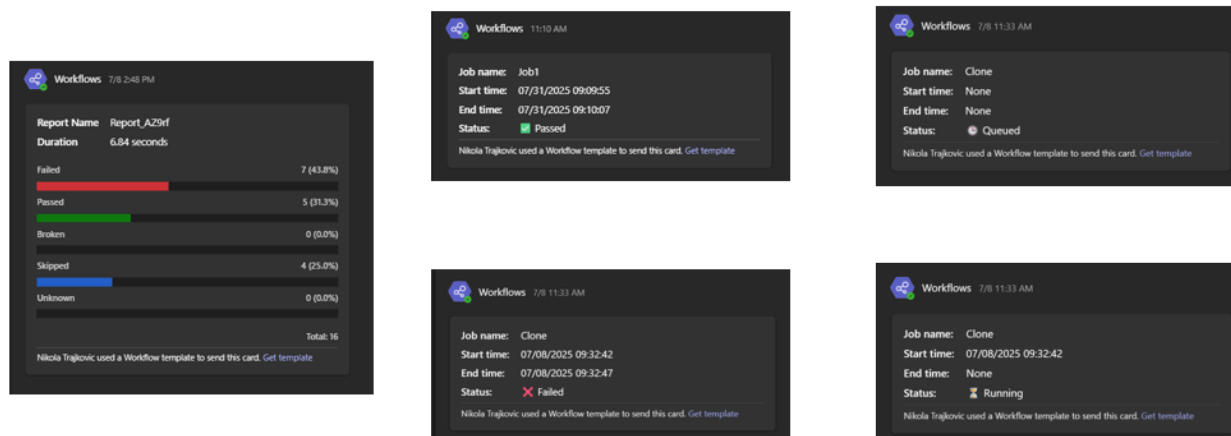 Workflows 7/8 2:48 PM
Report Name Report_AZ9rf
Duration 6.84 seconds
Failed 7 (43.8%)
Passed 5 (31.3%)
Broken 0 (0.0%)
Skipped 4 (25.0%)
Unknown 0 (0.0%)
Total: 16
Nikola Trajkovic used a Workflow template to send this card. Get template
Workflows 11:10 AM
Job name: Job1
Start time: 07/31/2025 09:09:55
End time: 07/31/2025 09:10:07
Status: ✅ Passed
Nikola Trajkovic used a Workflow template to send this card. Get template
Workflows 7/8 11:33 AM
Job name: Clone
Start time: None
End time: None
Status: 🕒 Queued
Nikola Trajkovic used a Workflow template to send this card. Get template
Workflows 7/8 11:33 AM
Job name: Clone
Start time: 07/08/2025 09:32:42
End time: 07/08/2025 09:32:47
Status: ❌ Failed
Nikola Trajkovic used a Workflow template to send this card. Get template
Workflows 7/8 11:33 AM
Job name: Clone
Start time: 07/08/2025 09:32:42
End time: None
Status: ⏳ Running
Nikola Trajkovic used a Workflow template to send this card. Get template